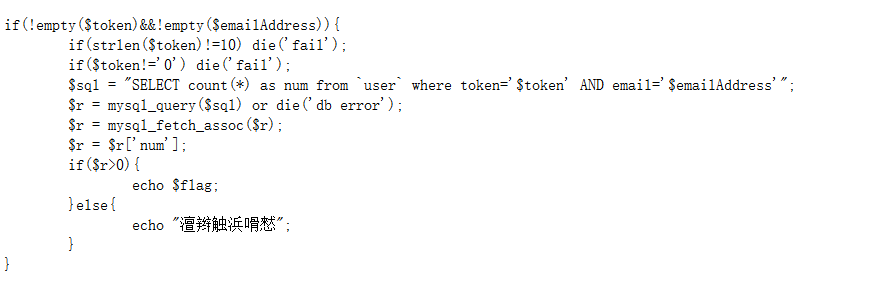 if(!empty($token)&&!empty($emailAddress)){
if(strlen($token)!=10) die('fail');
if($token!='0') die('fail');
$sql = "SELECT count(*) as num from `user` where token='$token' AND email='$emailAddress'";
$r = mysql_query($sql) or die('db error');
$r = mysql_fetch_assoc($r);
$r = $r['num'];
if($r>0){
echo $flag;
}else{
echo "澶辫触浜嗗憖";
}
}